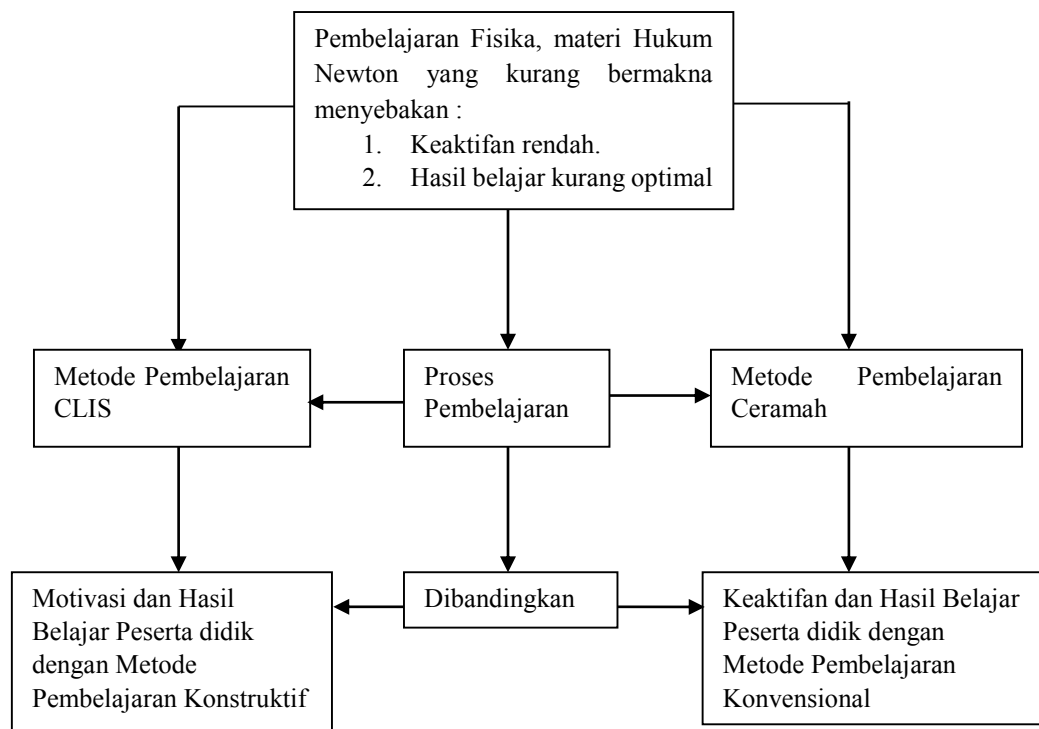 Pembelajaran Fisika, materi Hukum
Newton yang kurang bermakna
menyebakan :
1. Keaktifan rendah.
2. Hasil belajar kurang optimal
Metode Pembelajaran
CLIS
Proses
Pembelajaran
Metode Pembelajaran
Ceramah
Motivasi dan Hasil
Belajar Peserta didik
dengan Metode
Pembelajaran Konstruktif
Dibandingkan
Keaktifan dan Hasil Belajar
Peserta didik dengan
Metode Pembelajaran
Konvensional